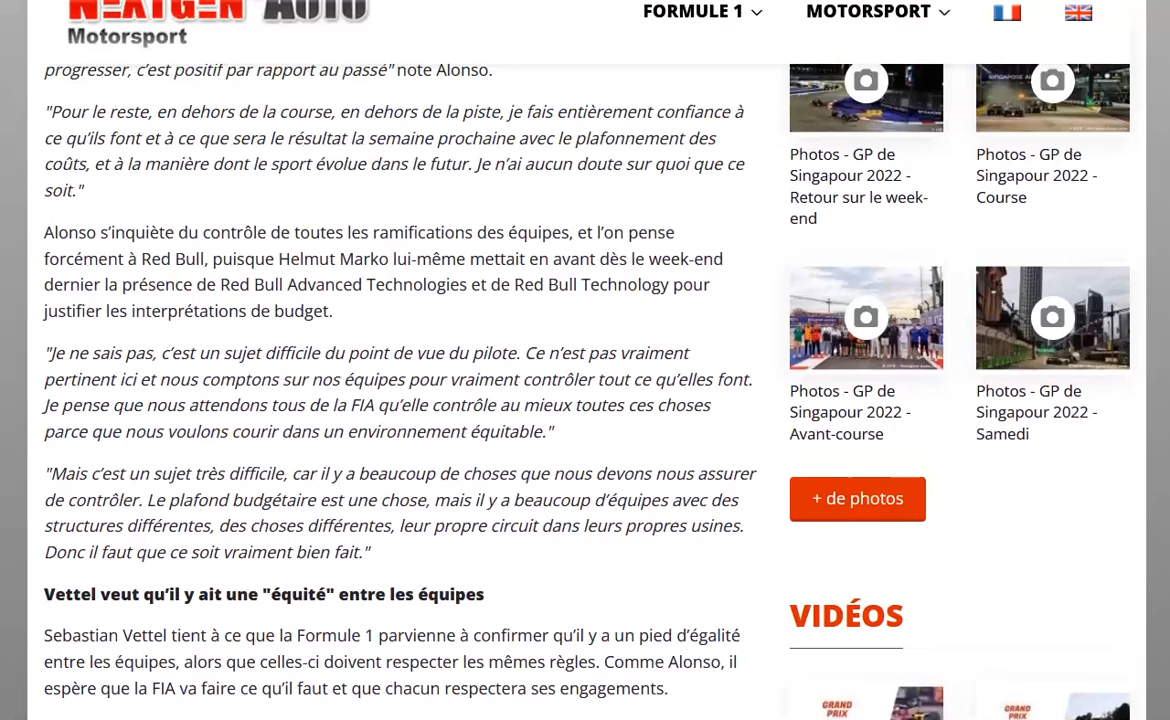 NEXTGEN AUTO
Motorsport
FORMULE 1
MOTORSPORT
progresser, c’est positif par rapport au passé" note Alonso.
"Pour le reste, en dehors de la course, en dehors de la piste, je fais entièrement confiance à
ce qu’ils font et à ce que sera le résultat la semaine prochaine avec le plafonnement des
coûts, et à la manière dont le sport évolue dans le futur. Je n’ai aucun doute sur quoi que ce
soit."
Alonso s’inquiète du contrôle de toutes les ramifications des équipes, et l’on pense
forcément à Red Bull, puisque Helmut Marko lui-même mettait en avant dès le week-end
dernier la présence de Red Bull Advanced Technologies et de Red Bull Technology pour
justifier les interprétations de budget.
"Je ne sais pas, c’est un sujet difficile du point de vue du pilote. Ce n’est pas vraiment
pertinent ici et nous comptons sur nos équipes pour vraiment contrôler tout ce qu’elles font.
Je pense que nous attendons tous de la FIA qu’elle contrôle au mieux toutes ces choses
parce que nous voulons courir dans un environnement équitable."
"Mais c’est un sujet très difficile, car il y a beaucoup de choses que nous devons nous assurer
de contrôler. Le plafond budgétaire est une chose, mais il y a beaucoup d’équipes avec des
structures différentes, des choses différentes, leur propre circuit dans leurs propres usines.
Donc il faut que ce soit vraiment bien fait."
Vettel veut qu’il y ait une "équité" entre les équipes
Sebastian Vettel tient à ce que la Formule 1 parvienne à confirmer qu’il y a un pied d’égalité
entre les équipes, alors que celles-ci doivent respecter les mêmes règles. Comme Alonso, il
espère que la FIA va faire ce qu’il faut et que chacun respectera ses engagements.
Photos - GP de
Singapour 2022 -
Retour sur le week-
end
Photos - GP de
Singapour 2022 -
Course
Photos - GP de
Singapour 2022 -
Avant-course
Photos - GP de
Singapour 2022 -
Samedi
+ de photos
VIDÉOS
GRAND
PRIX
GRAND
PRIX